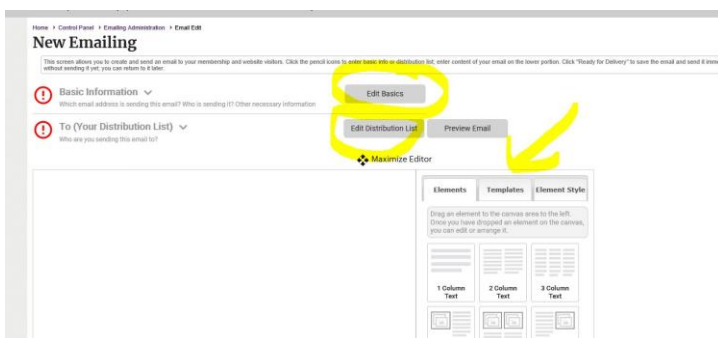 Home › Control Panel › Emailing Administration › Email Edit
New Emailing
This screen allows you to create and send an email to your membership and website visitors. Click the pencil icons to enter basic info or distribution list, enter content of your email on the lower portion. Click "Ready for Delivery" to save the email and send it imme
without sending it yet; you can return to it later.
Basic Information
Edit Basics
Which email address is sending this email? Who is sending it? Other necessary information
To (Your Distribution List)
Edit Distribution List Preview Email
Who are you sending this email to?
Maximize Editor
Elements Templates Element Style
Drag an element to the canvas area to the left.
Once you have dropped an element on the canvas,
you can edit or arrange it.
1 Column 2 Column 3 Column
Text Text Text